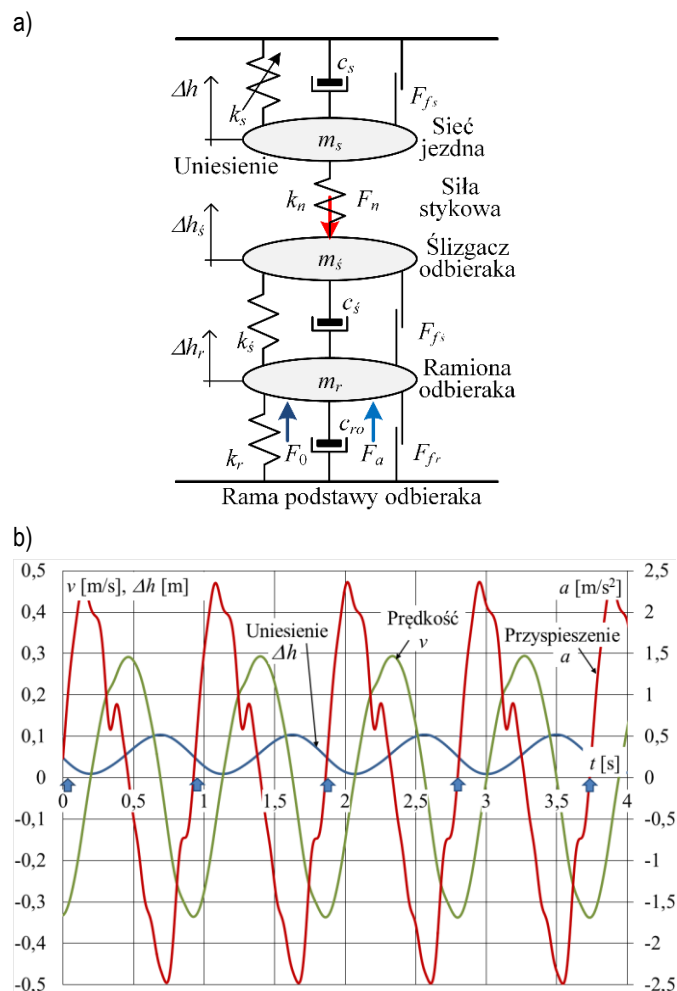 a)
Δh
k_s
c_s
F_fs
Uniesienie
m_s
Sieć
jezdna
k_n
F_n
Siła
stykowa
Δh_ś
m_ś
Ślizgacz
odbieraka
k_ś
c_ś
F_fś
Δh_r
m_r
Ramiona
odbieraka
k_r
F_0
c_ro
F_a
F_fr
Rama podstawy odbieraka
b)
0,5
v [m/s], Δh [m]
a [m/s²]
2,5
0,4
2
0,3
Uniesienie
Δh
Prędkość
v
Przyspieszenie
a
1,5
0,2
1
0,1
0,5
0
t [s]
0
0
0,5
1
1,5
2
2,5
3
3,5
4
-0,1
-0,5
-0,2
-1
-0,3
-1,5
-0,4
-2
-0,5
-2,5